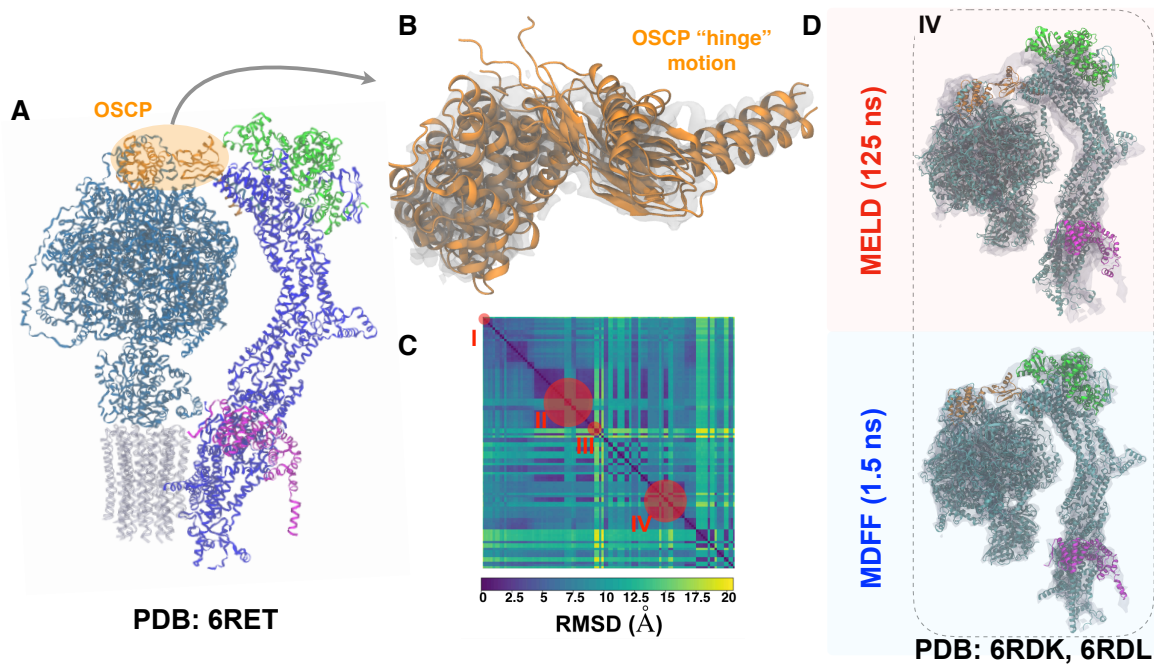 A
OSCP
PDB: 6RET
B
OSCP “hinge”
motion
C
I
II
III
IV
0 2.5 5 7.5 10 12.5 15 17.5 20
RMSD (Å)
D
IV
MELD (125 ns)
MDFF (1.5 ns)
PDB: 6RDK, 6RDL